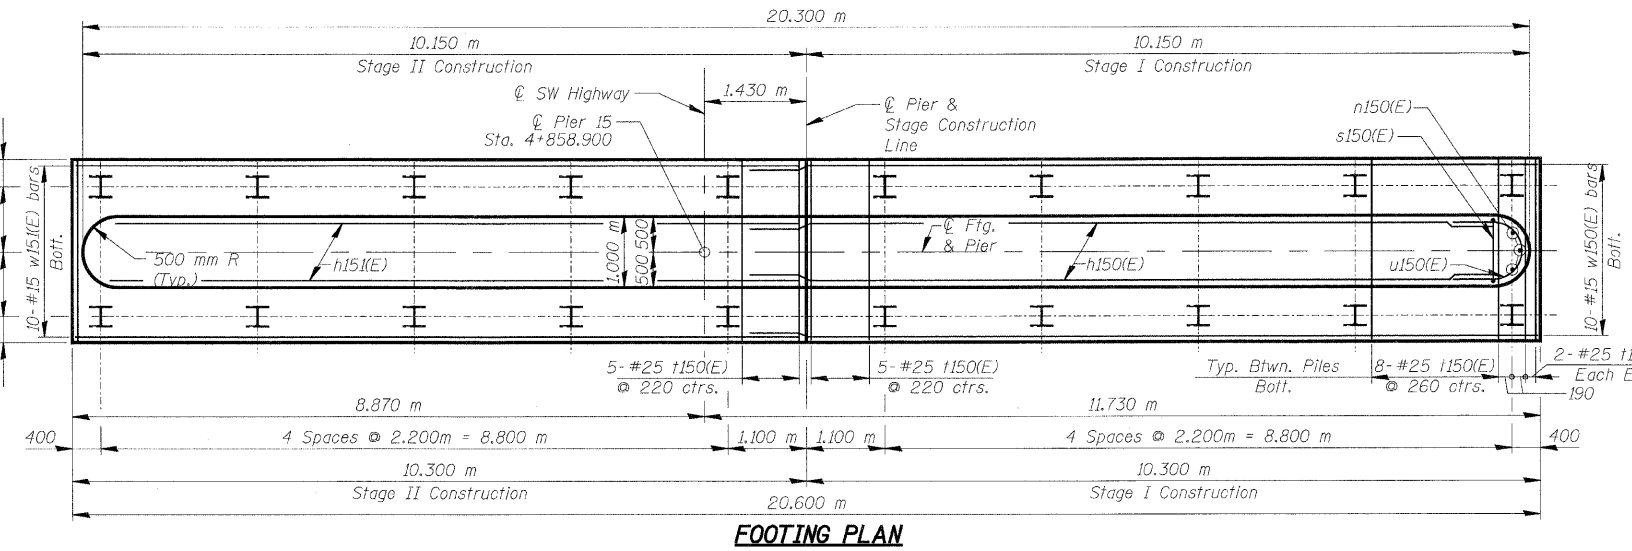 20.300 m
10.150 m
10.150 m
Stage II Construction
Stage I Construction
℄ SW Highway
1.430 m
℄ Pier &
Stage Construction
Line
n150(E)
s150(E)
℄ Pier 15
Sta. 4+858.900
10-#15 w151(E) bars
Bott.
500 mm R
(Typ.)
h151(E)
1.000 m
500 500
℄ Ftg.
& Pier
h150(E)
u150(E)
10-#15 w150(E) bars
Bott.
5-#25 t150(E)
@ 220 ctrs.
5-#25 t150(E)
@ 220 ctrs.
Typ. Btwn. Piles
Bott.
8-#25 t150(E)
@ 260 ctrs.
2-#25 t1
Each E
190
8.870 m
11.730 m
400
4 Spaces @ 2.200m = 8.800 m
1.100 m
1.100 m
4 Spaces @ 2.200m = 8.800 m
400
10.300 m
10.300 m
Stage II Construction
Stage I Construction
20.600 m
FOOTING PLAN